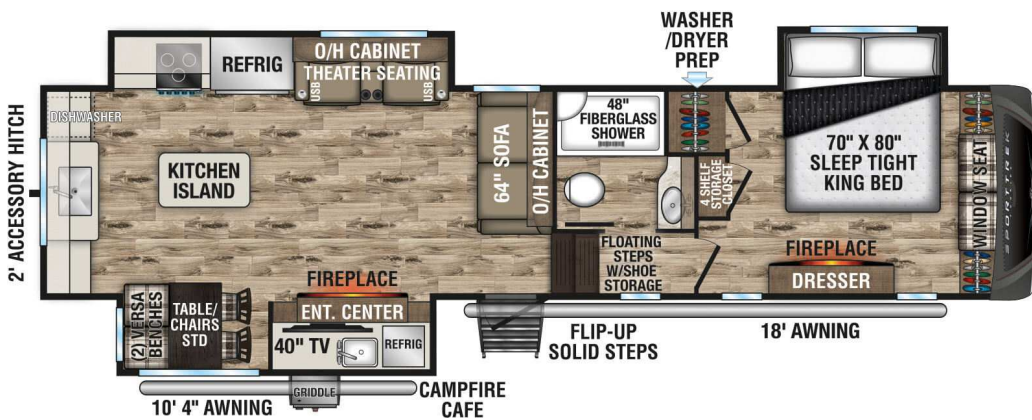 WASHER
/DRYER
PREP
O/H CABINET
REFRIG
THEATER SEATING
USB
USB
DISHWASHER
48"
FIBERGLASS
SHOWER
2' ACCESSORY HITCH
KITCHEN
ISLAND
64" SOFA
O/H CABINET
4 SHELF
STORAGE
CLOSET
70" X 80"
SLEEP TIGHT
KING BED
WINDOW SEAT
SPORTTREK
FLOATING
STEPS
W/SHOE
STORAGE
FIREPLACE
DRESSER
FIREPLACE
ENT. CENTER
(2) VERSA
BENCHES
TABLE/
CHAIRS
STD
40" TV
REFRIG
FLIP-UP
SOLID STEPS
18' AWNING
10' 4" AWNING
GRIDDLE
CAMPFIRE
CAFE